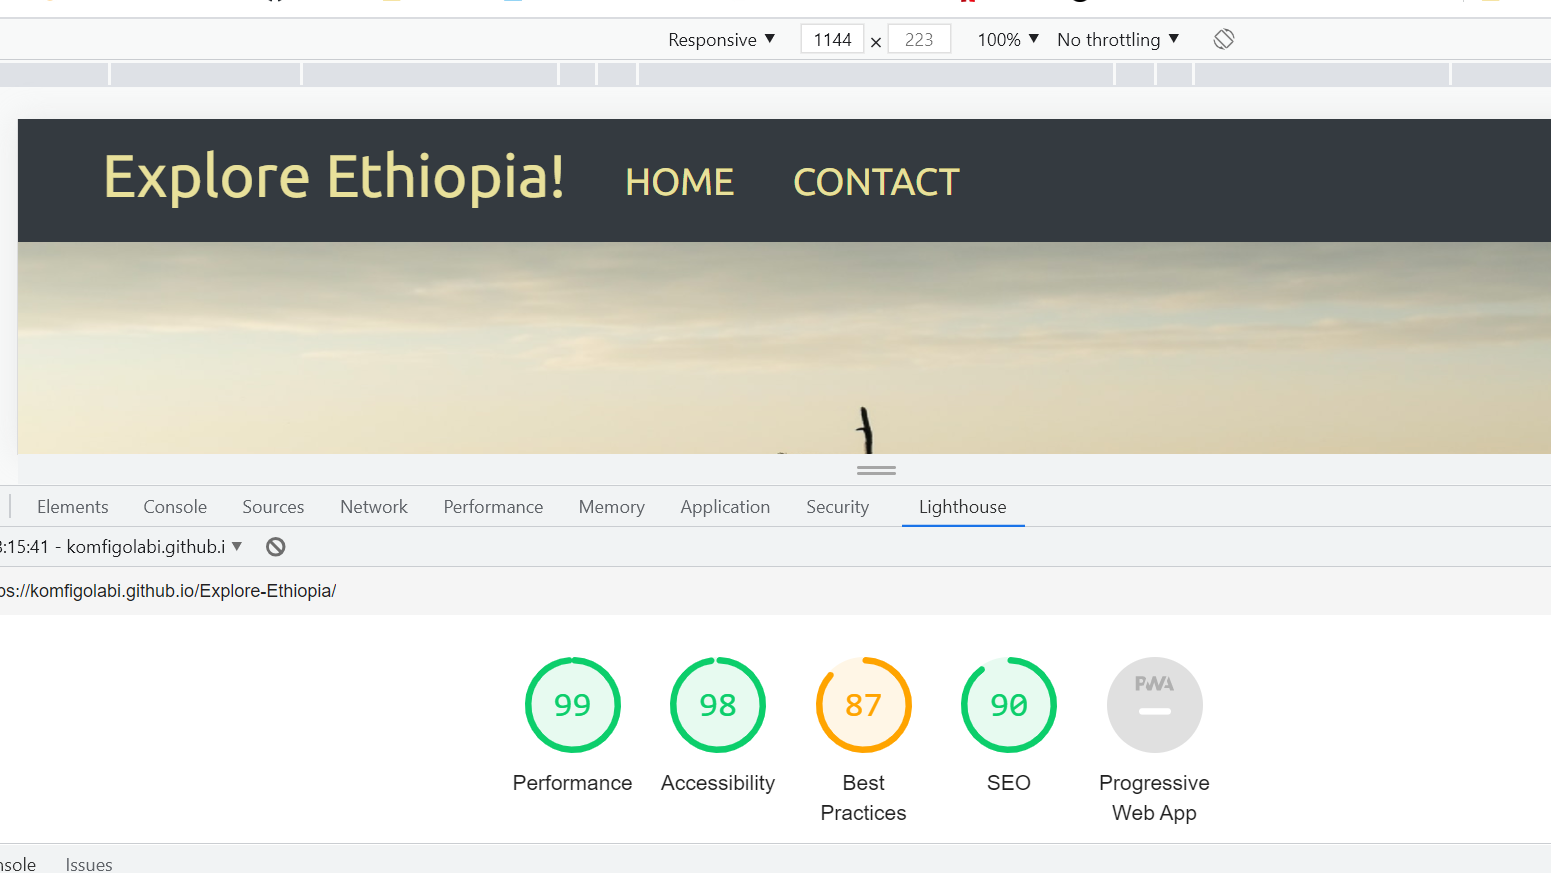 Responsive ▼ 1144 × 223 100% ▼ No throttling ▼
Explore Ethiopia! HOME CONTACT
Elements Console Sources Network Performance Memory Application Security Lighthouse
:15:41 - komfigolabi.github.i ▼
ps://komfigolabi.github.io/Explore-Ethiopia/
99 98 87 90 PWA
Performance Accessibility Best Practices SEO Progressive Web App
nsole Issues